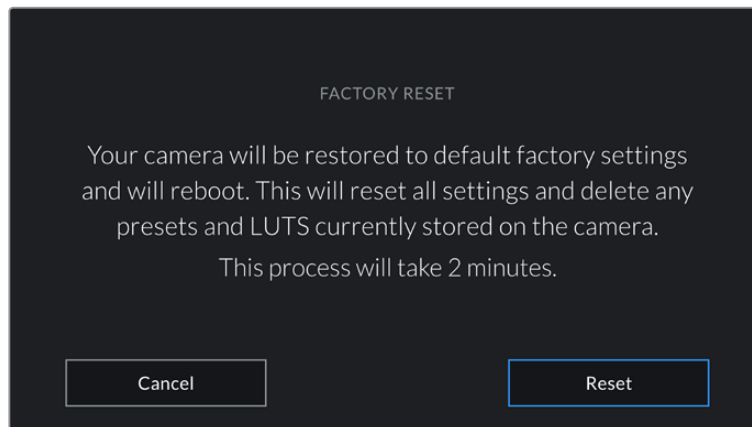 FACTORY RESET
Your camera will be restored to default factory settings
and will reboot. This will reset all settings and delete any
presets and LUTS currently stored on the camera.
This process will take 2 minutes.
Cancel
Reset